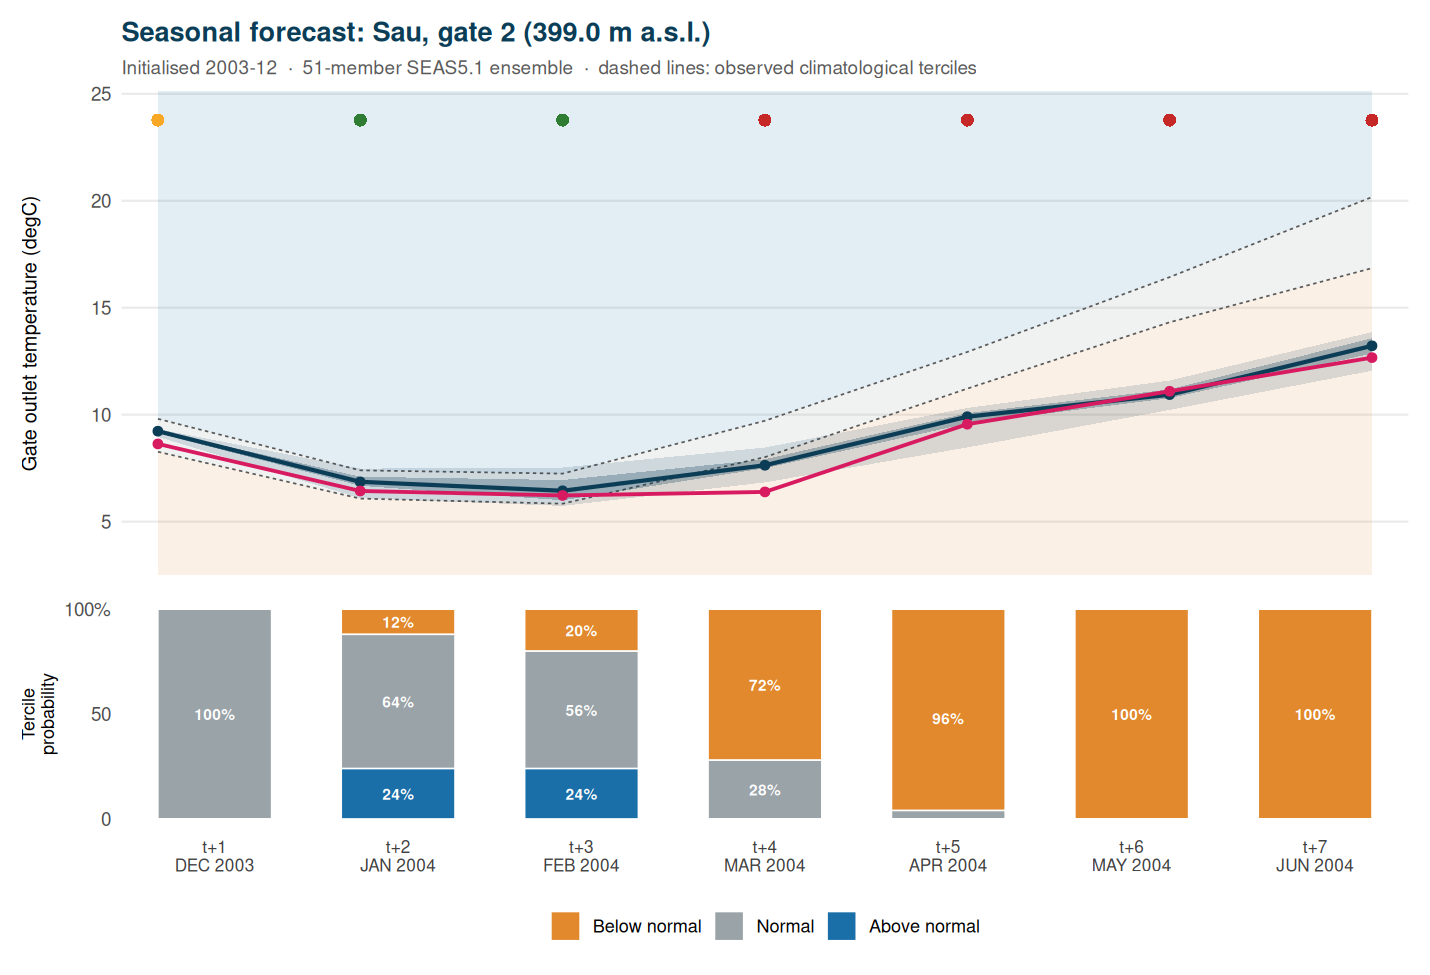 Seasonal forecast: Sau, gate 2 (399.0 m a.s.l.)
Initialised 2003-12 · 51-member SEAS5.1 ensemble · dashed lines: observed climatological terciles
Gate outlet temperature (degC)
25
20
15
10
5
Tercile
probability
100%
50
0
100%
12%
64%
24%
20%
56%
24%
72%
28%
96%
100%
100%
t+1
DEC 2003
t+2
JAN 2004
t+3
FEB 2004
t+4
MAR 2004
t+5
APR 2004
t+6
MAY 2004
t+7
JUN 2004
Below normal
Normal
Above normal